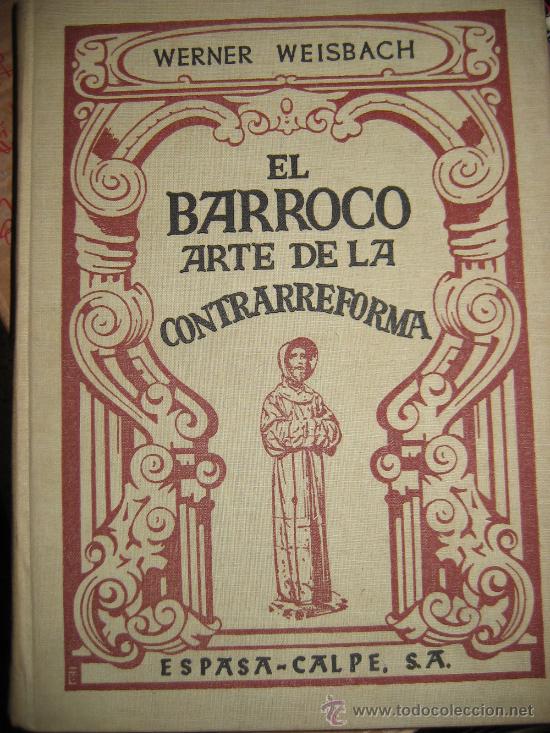 WERNER WEISBACH
EL
BARROCO
ARTE DE LA
CONTRARREFORMA
ESPASA-CALPE, S.A.
© www.todocoleccion.net